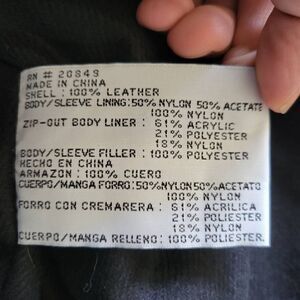 RN # 20849
MADE IN CHINA
SHELL : 100% LEATHER
BODY/SLEEVE LINING:50% NYLON 50% ACETATE
100% NYLON
ZIP-OUT BODY LINER : 61% ACRYLIC
21% POLYESTER
18% NYLON
BODY/SLEEVE FILLER : 100% POLYESTER
HECHO EN CHINA
ARMAZON : 100% CUERO
CUERPO/MANGA FORRO:50%NYLON50%ACETATO
100% NYLON
FORRO CON CREMARERA : 61% ACRILICA
21% POLIESTER
18% NYLON
CUERPO/MANGA RELLENO: 100% POLIESTER